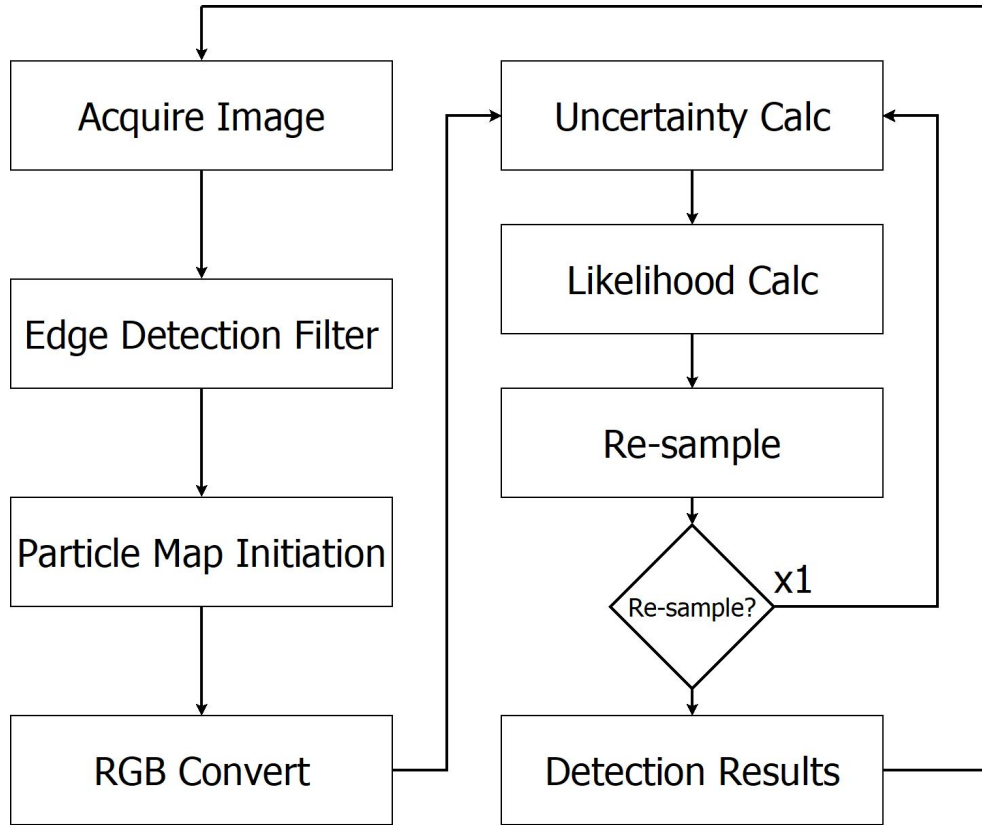 Acquire Image
Edge Detection Filter
Particle Map Initiation
RGB Convert
Uncertainty Calc
Likelihood Calc
Re-sample
Re-sample?
x1
Detection Results